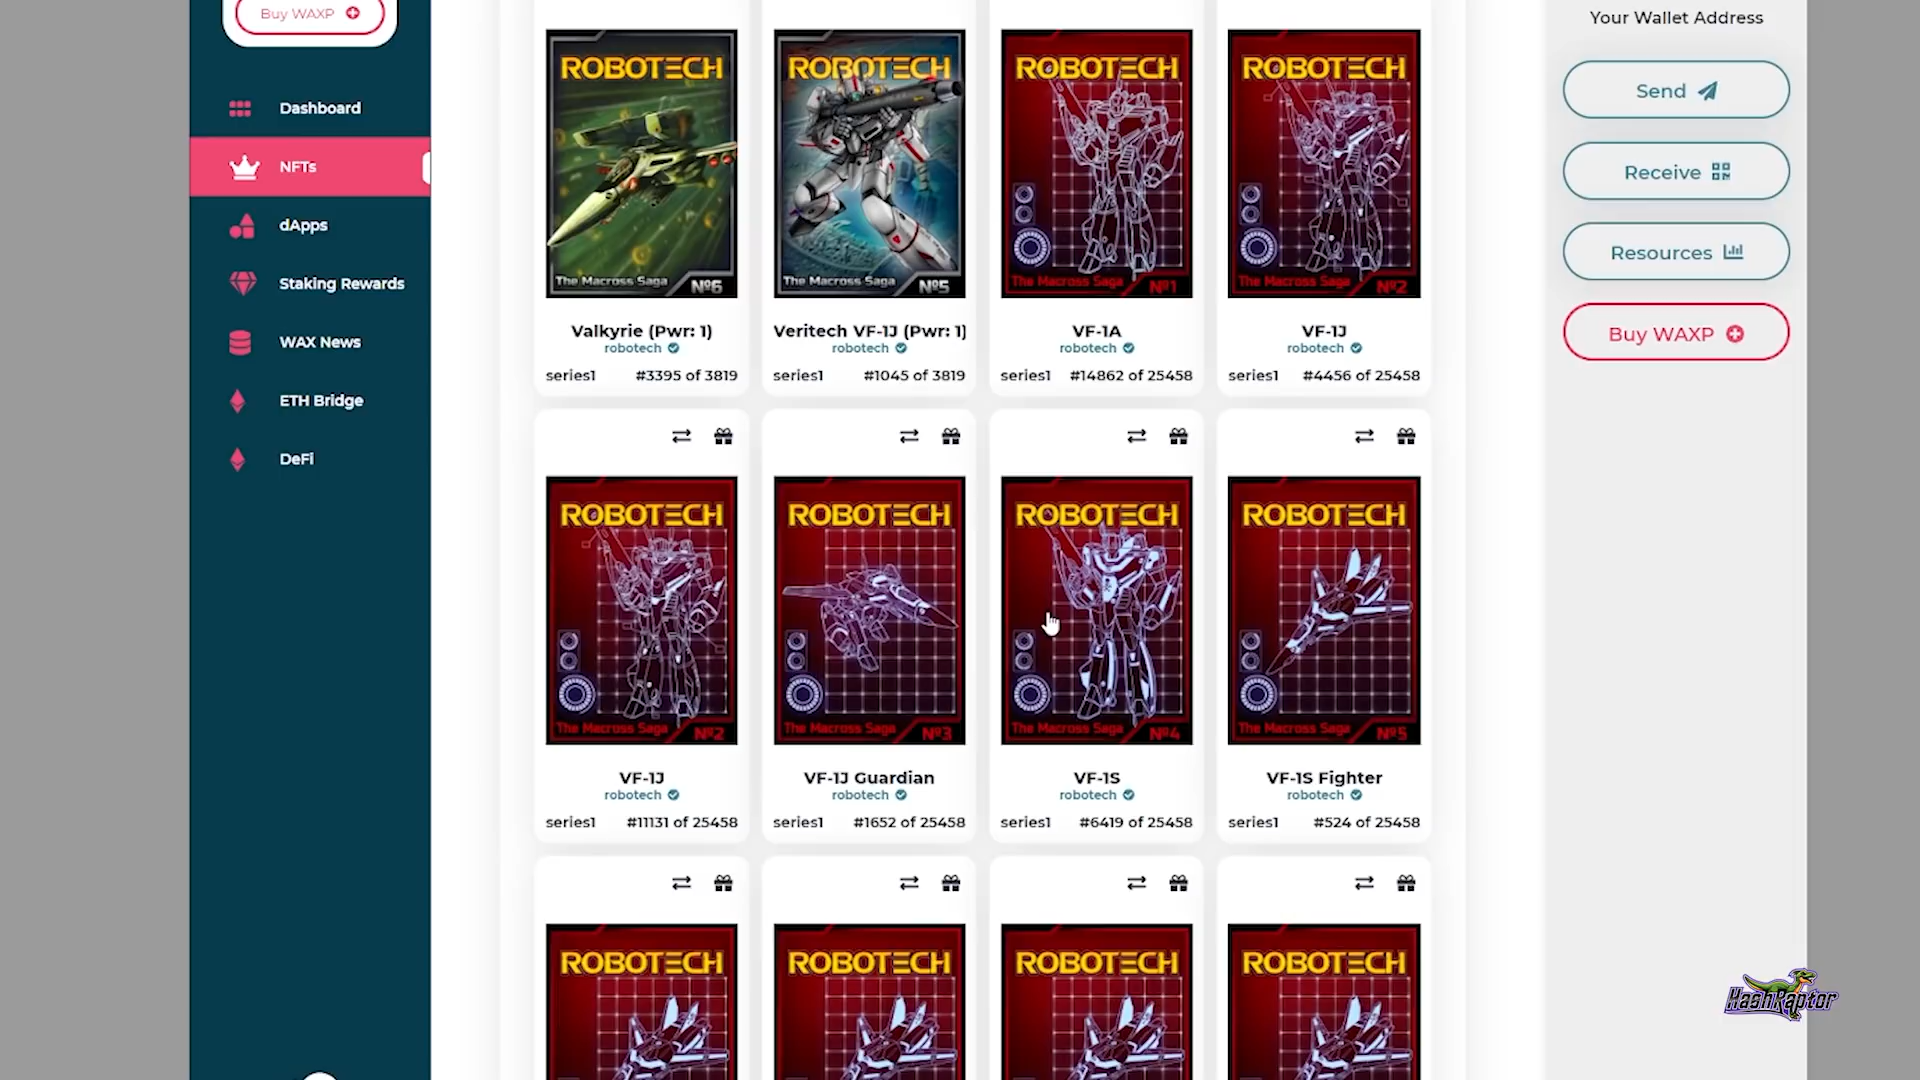 Buy WAXP
Dashboard
NFTs
dApps
Staking Rewards
WAX News
ETH Bridge
DeFi
ROBOTECH
The Macross Saga Nº6
Valkyrie (Pwr: 1)
robotech
series1 #3395 of 3819
ROBOTECH
The Macross Saga Nº5
Veritech VF-1J (Pwr: 1)
robotech
series1 #1045 of 3819
ROBOTECH
The Macross Saga Nº1
VF-1A
robotech
series1 #14862 of 25458
ROBOTECH
The Macross Saga Nº2
VF-1J
robotech
series1 #4456 of 25458
ROBOTECH
The Macross Saga Nº2
VF-1J
robotech
series1 #11131 of 25458
ROBOTECH
The Macross Saga Nº3
VF-1J Guardian
robotech
series1 #1652 of 25458
ROBOTECH
The Macross Saga Nº4
VF-1S
robotech
series1 #6419 of 25458
ROBOTECH
The Macross Saga Nº5
VF-1S Fighter
robotech
series1 #524 of 25458
ROBOTECH
ROBOTECH
ROBOTECH
ROBOTECH
Your Wallet Address
Send
Receive
Resources
Buy WAXP
HashRaptor